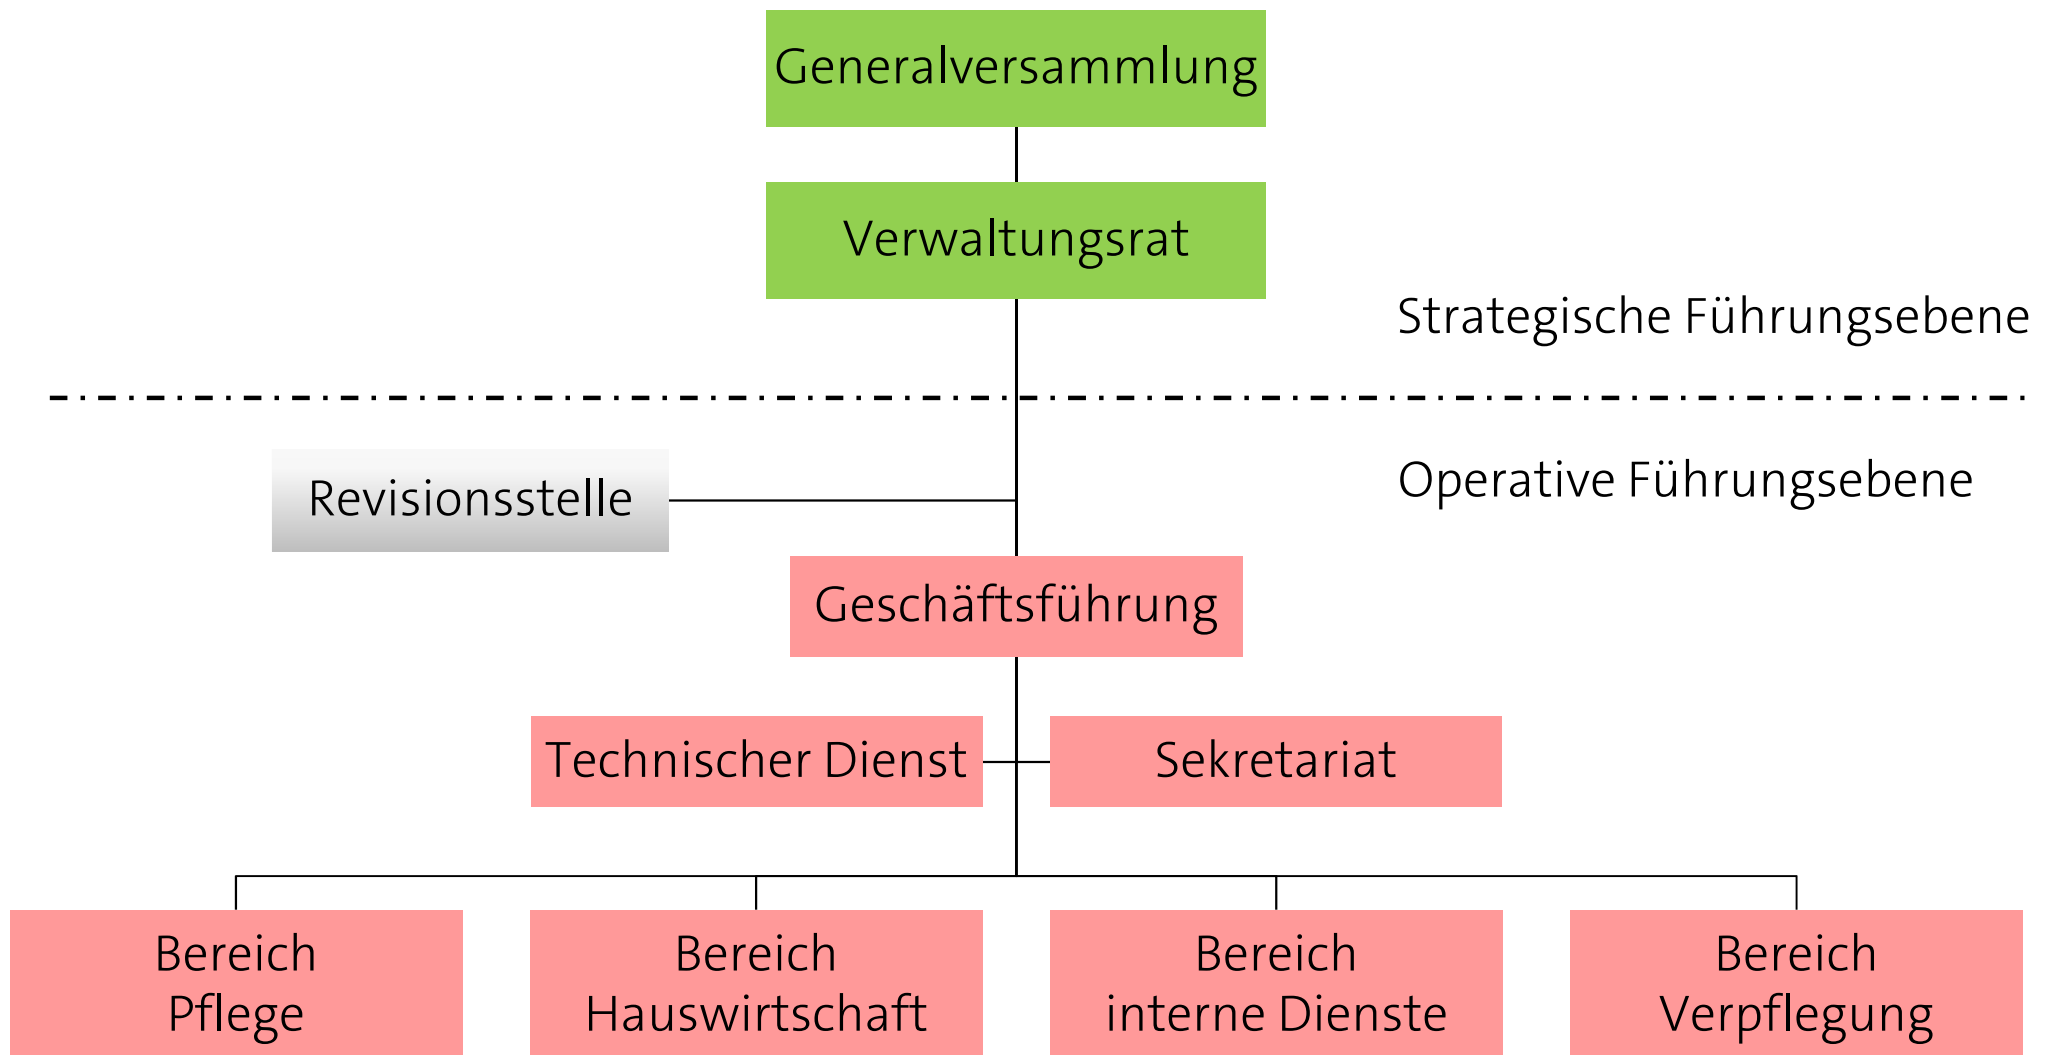 Generalversammlung
Verwaltungsrat
Strategische Führungsebene
Operative Führungsebene
Revisionsstelle
Geschäftsführung
Technischer Dienst
Sekretariat
Bereich
Pflege
Bereich
Hauswirtschaft
Bereich
interne Dienste
Bereich
Verpflegung